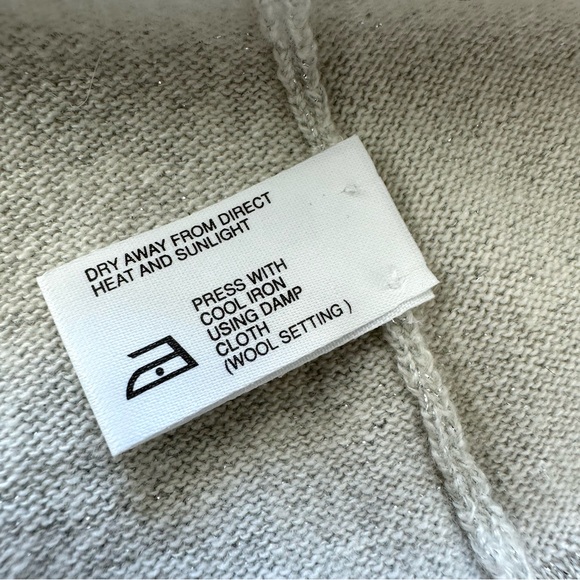 DRY AWAY FROM DIRECT
HEAT AND SUNLIGHT
PRESS WITH
COOL IRON
USING DAMP
CLOTH
(WOOL SETTING )